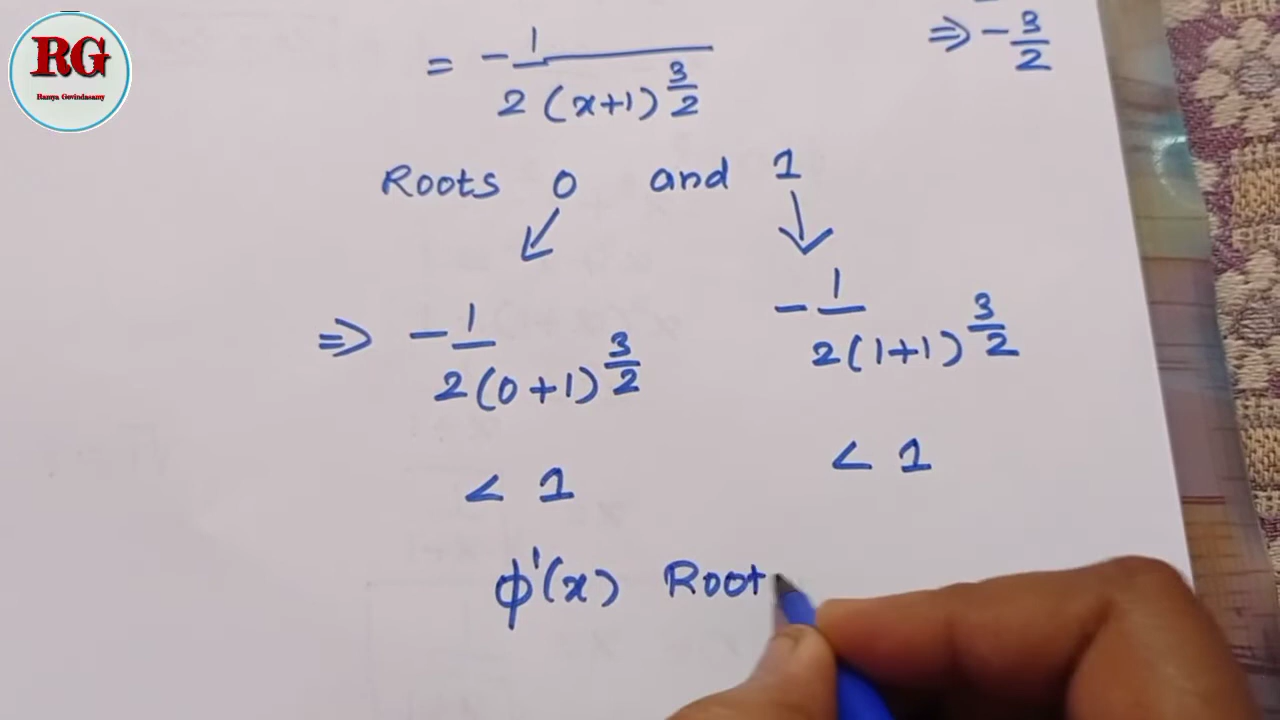 RG
Ramya Govindasamy
= -1/2(x+1)^3/2
⇒ -3/2
Roots 0 and 1
⇒ -1/2(0+1)^3/2
-1/2(1+1)^3/2
< 1
< 1
φ'(x) Root